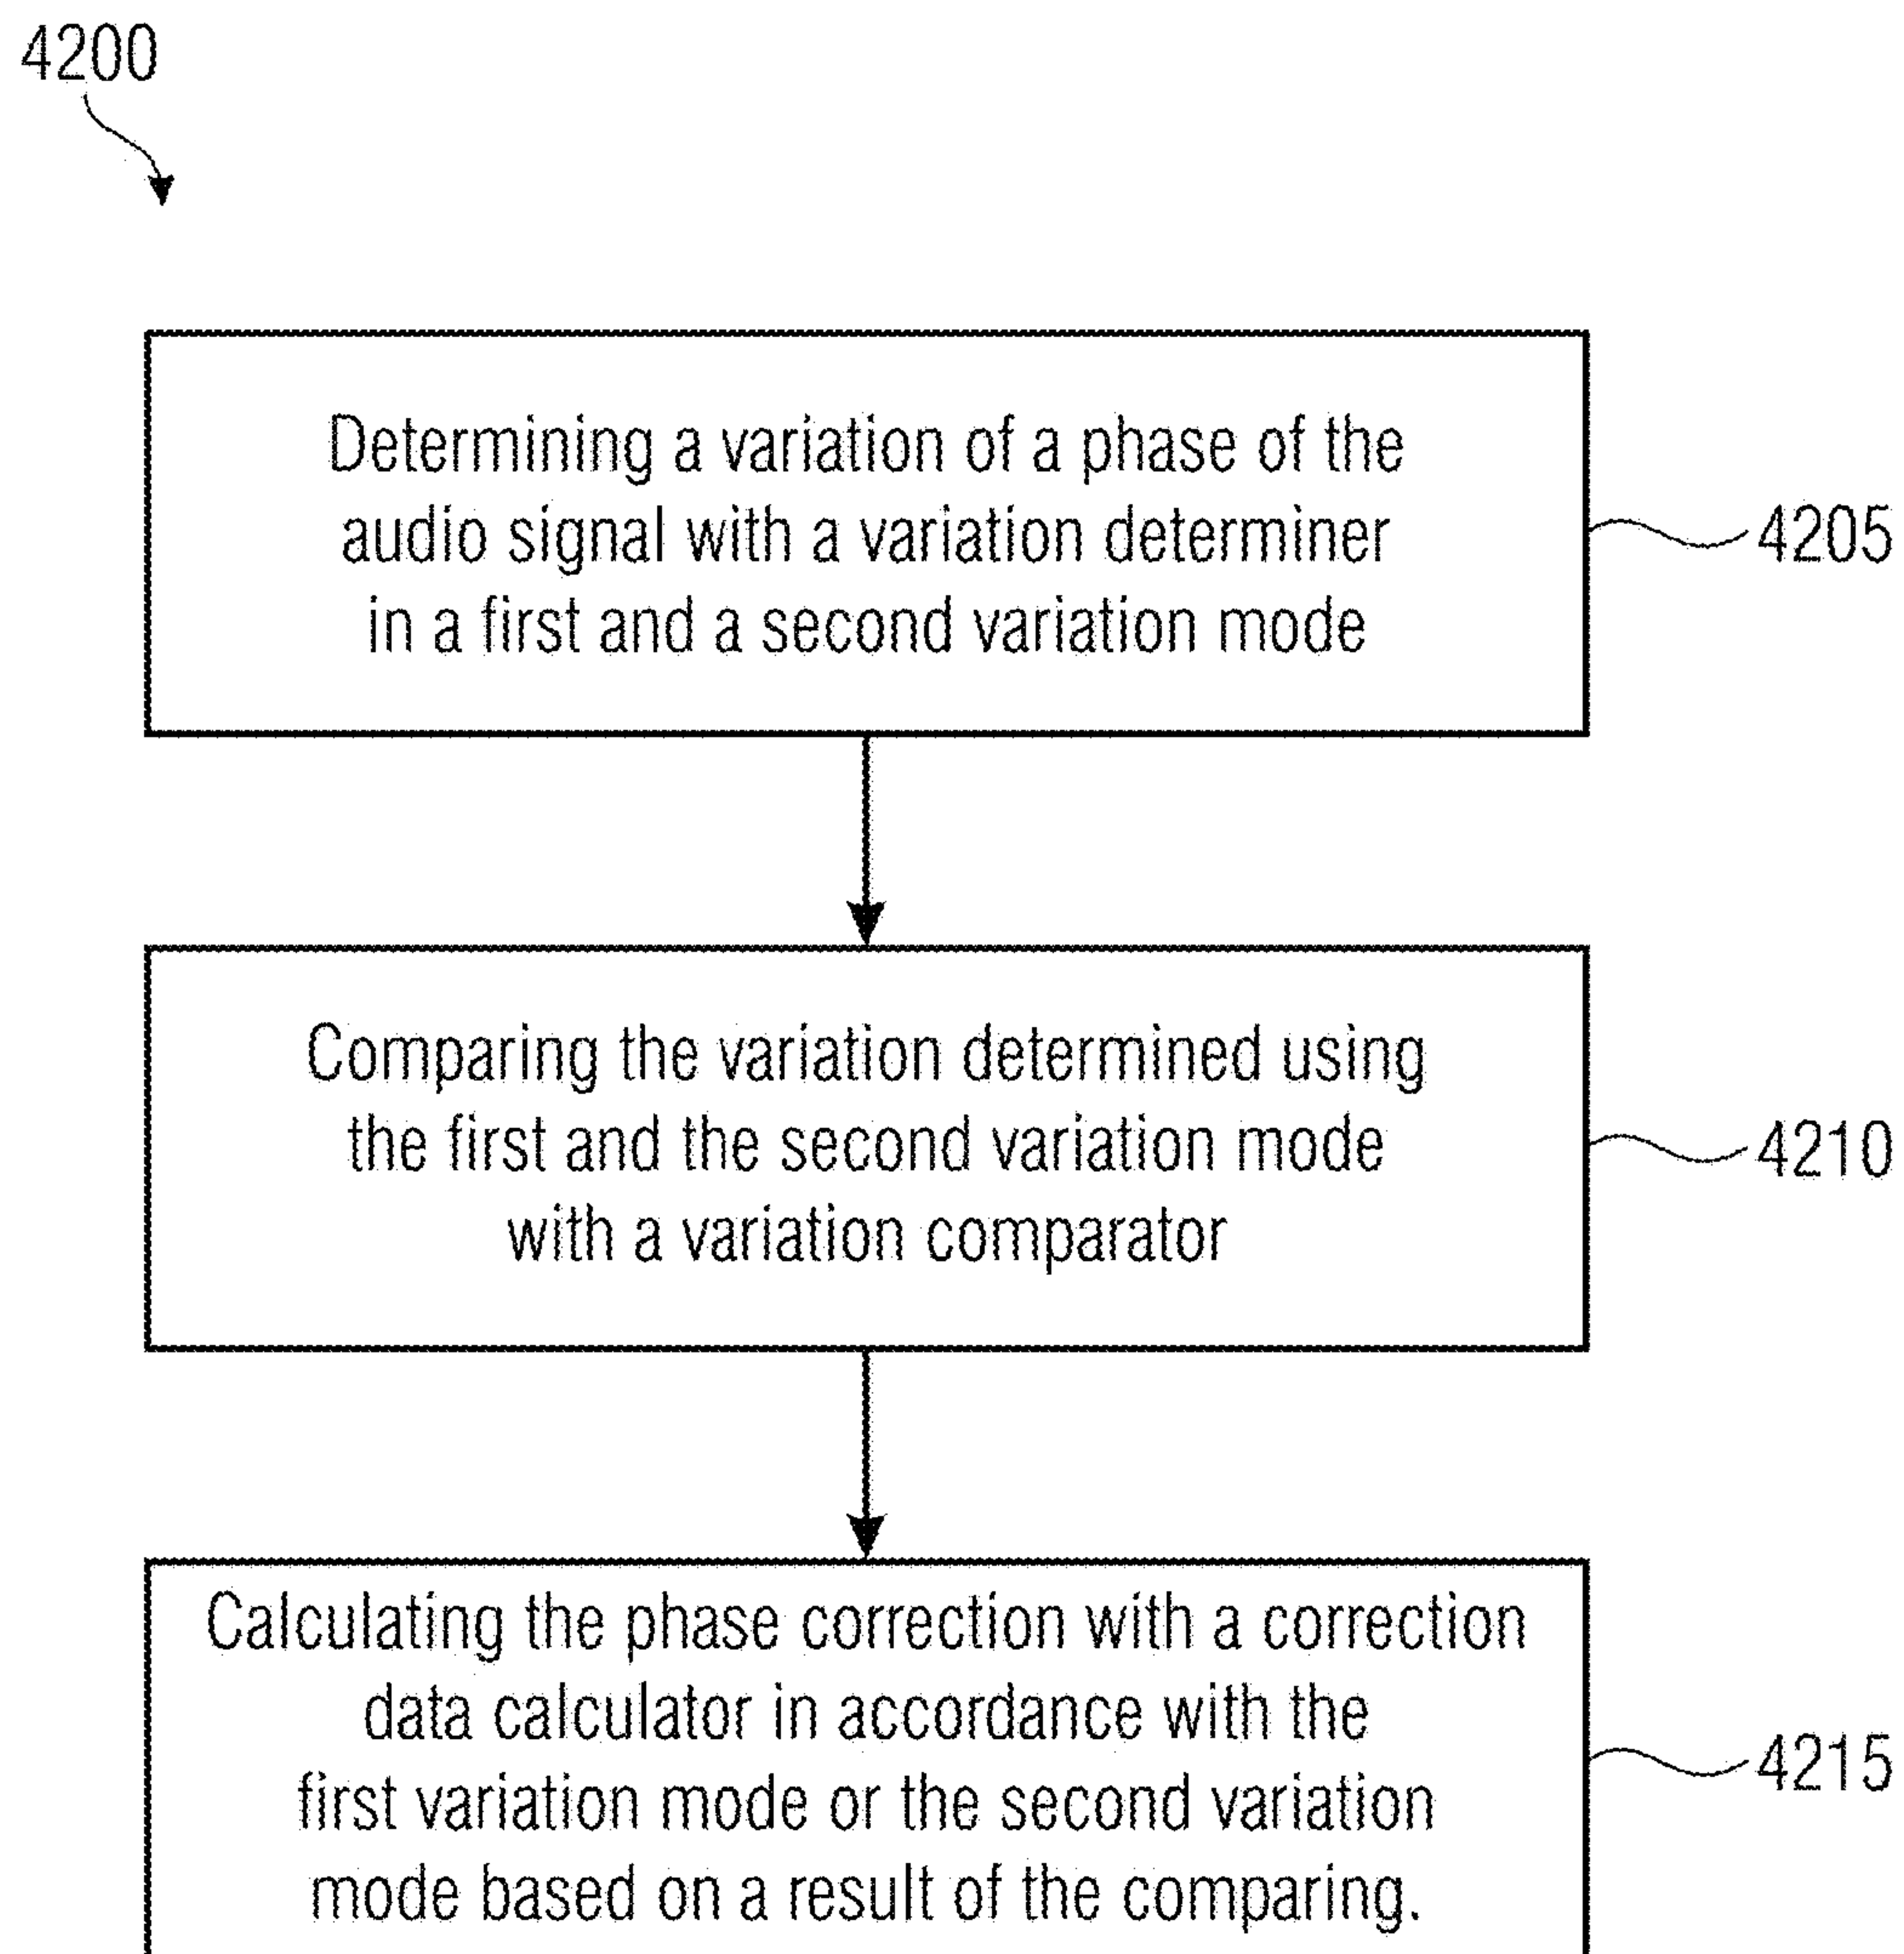 4200
Determining a variation of a phase of the
audio signal with a variation determiner
in a first and a second variation mode
4205
Comparing the variation determined using
the first and the second variation mode
with a variation comparator
4210
Calculating the phase correction with a correction
data calculator in accordance with the
first variation mode or the second variation
mode based on a result of the comparing.
4215